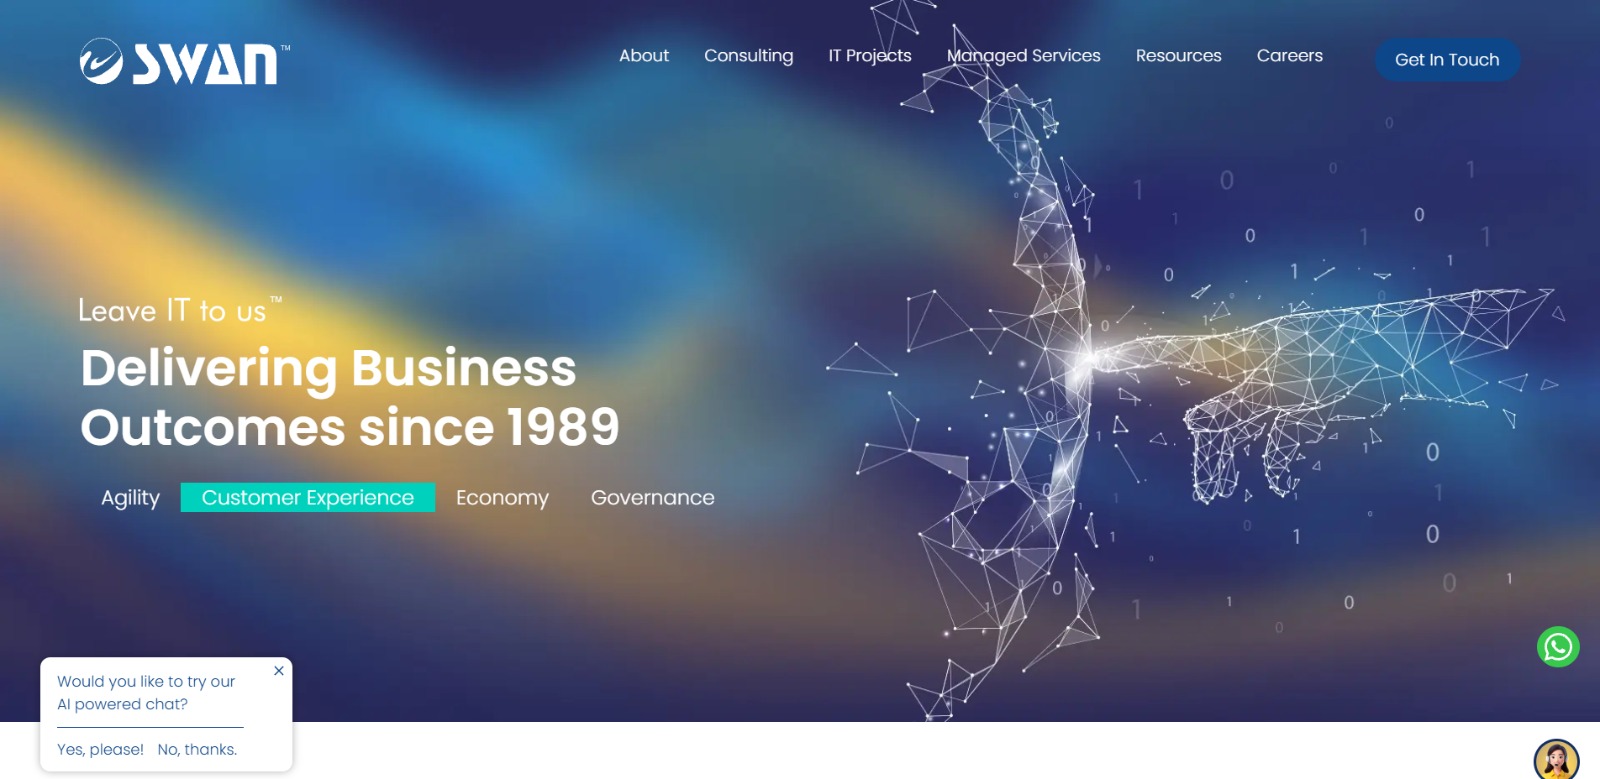 SWAN™
About Consulting IT Projects Managed Services Resources Careers Get In Touch
Leave IT to us™
Delivering Business
Outcomes since 1989
Agility Customer Experience Economy Governance
Would you like to try our
AI powered chat?
Yes, please! No, thanks.